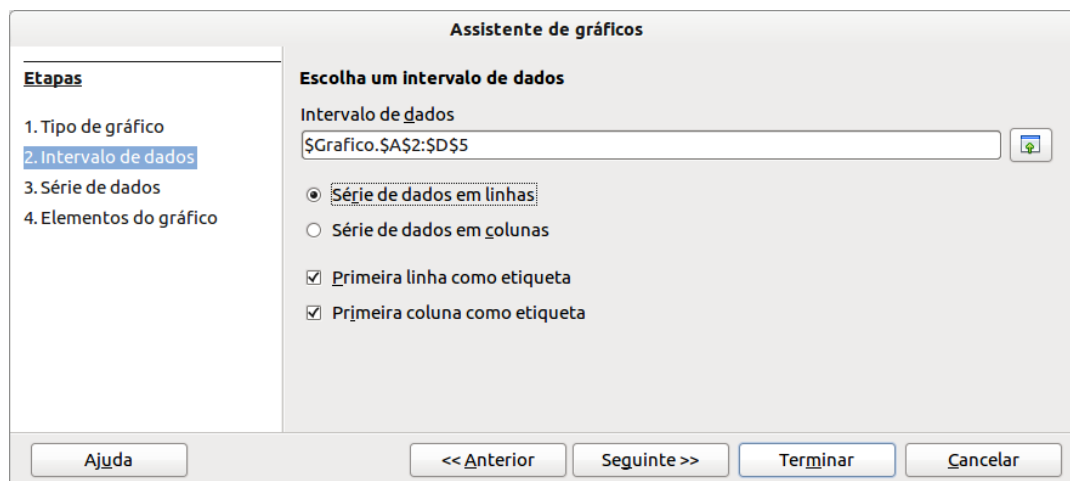 Assistente de gráficos
Etapas
1. Tipo de gráfico
2. Intervalo de dados
3. Série de dados
4. Elementos do gráfico
Escolha um intervalo de dados
Intervalo de dados
$Grafico.$A$2:$D$5
Série de dados em linhas
Série de dados em colunas
Primeira linha como etiqueta
Primeira coluna como etiqueta
Ajuda
<< Anterior
Seguinte >>
Terminar
Cancelar